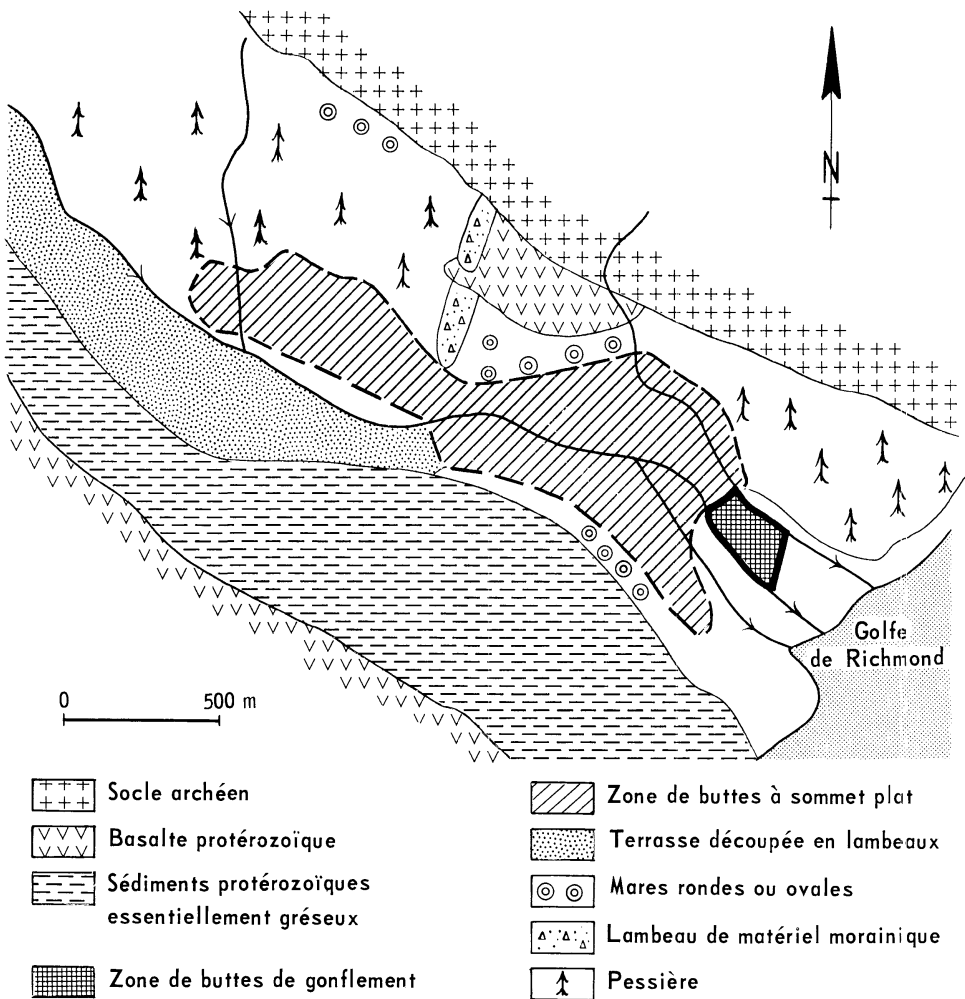 N
Golfe
de Richmond
0 500 m
Socle archéen
Basalte protérozoïque
Sédiments protérozoïques
essentiellement gréseux
Zone de buttes de gonflement
Zone de buttes à sommet plat
Terrasse découpée en lambeaux
Mares rondes ou ovales
Lambeau de matériel morainique
Pessière